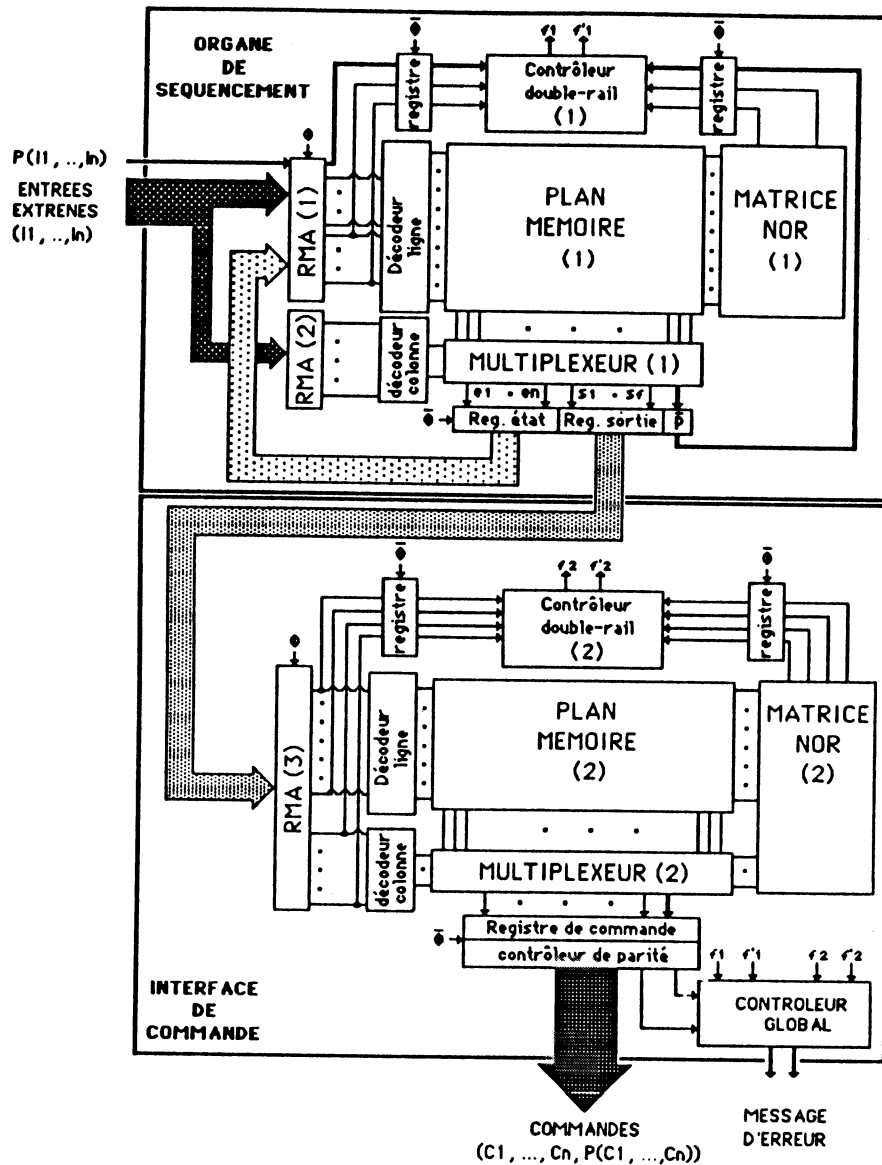 ORGANE
DE
SEQUENCEMENT
Φ̄
registre
f1 f'1
Contrôleur
double-rail
(1)
Φ̄
registre
P(I1 , ..,In)
ENTREES
EXTRENES
(I1 , ..,In)
Φ
RMA (1)
Décodeur
ligne
PLAN
MEMOIRE
(1)
MATRICE
NOR
(1)
RMA (2)
décodeur
colonne
MULTIPLEXEUR (1)
e1 . en s1 . sf
Φ̄
Reg. état
Reg. sortie
P
Φ̄
registre
f2 f'2
Contrôleur
double-rail
(2)
Φ̄
registre
Φ
RMA (3)
Décodeur
ligne
PLAN
MEMOIRE
(2)
MATRICE
NOR
(2)
décodeur
colonne
MULTIPLEXEUR (2)
Φ̄
Registre de commande
contrôleur de parité
f1 f'1 f2 f'2
CONTROLEUR
GLOBAL
INTERFACE
DE
COMMANDE
COMMANDES
(C1 , ..., Cn, P(C1 , ...,Cn))
MESSAGE
D'ERREUR